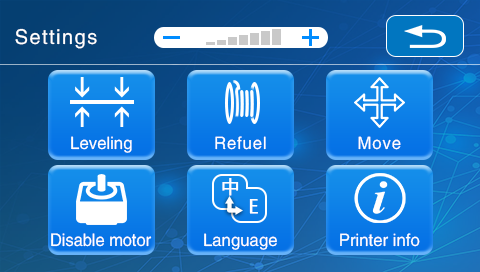 Settings
Leveling
Refuel
Move
Disable motor
中
E
Language
Printer info